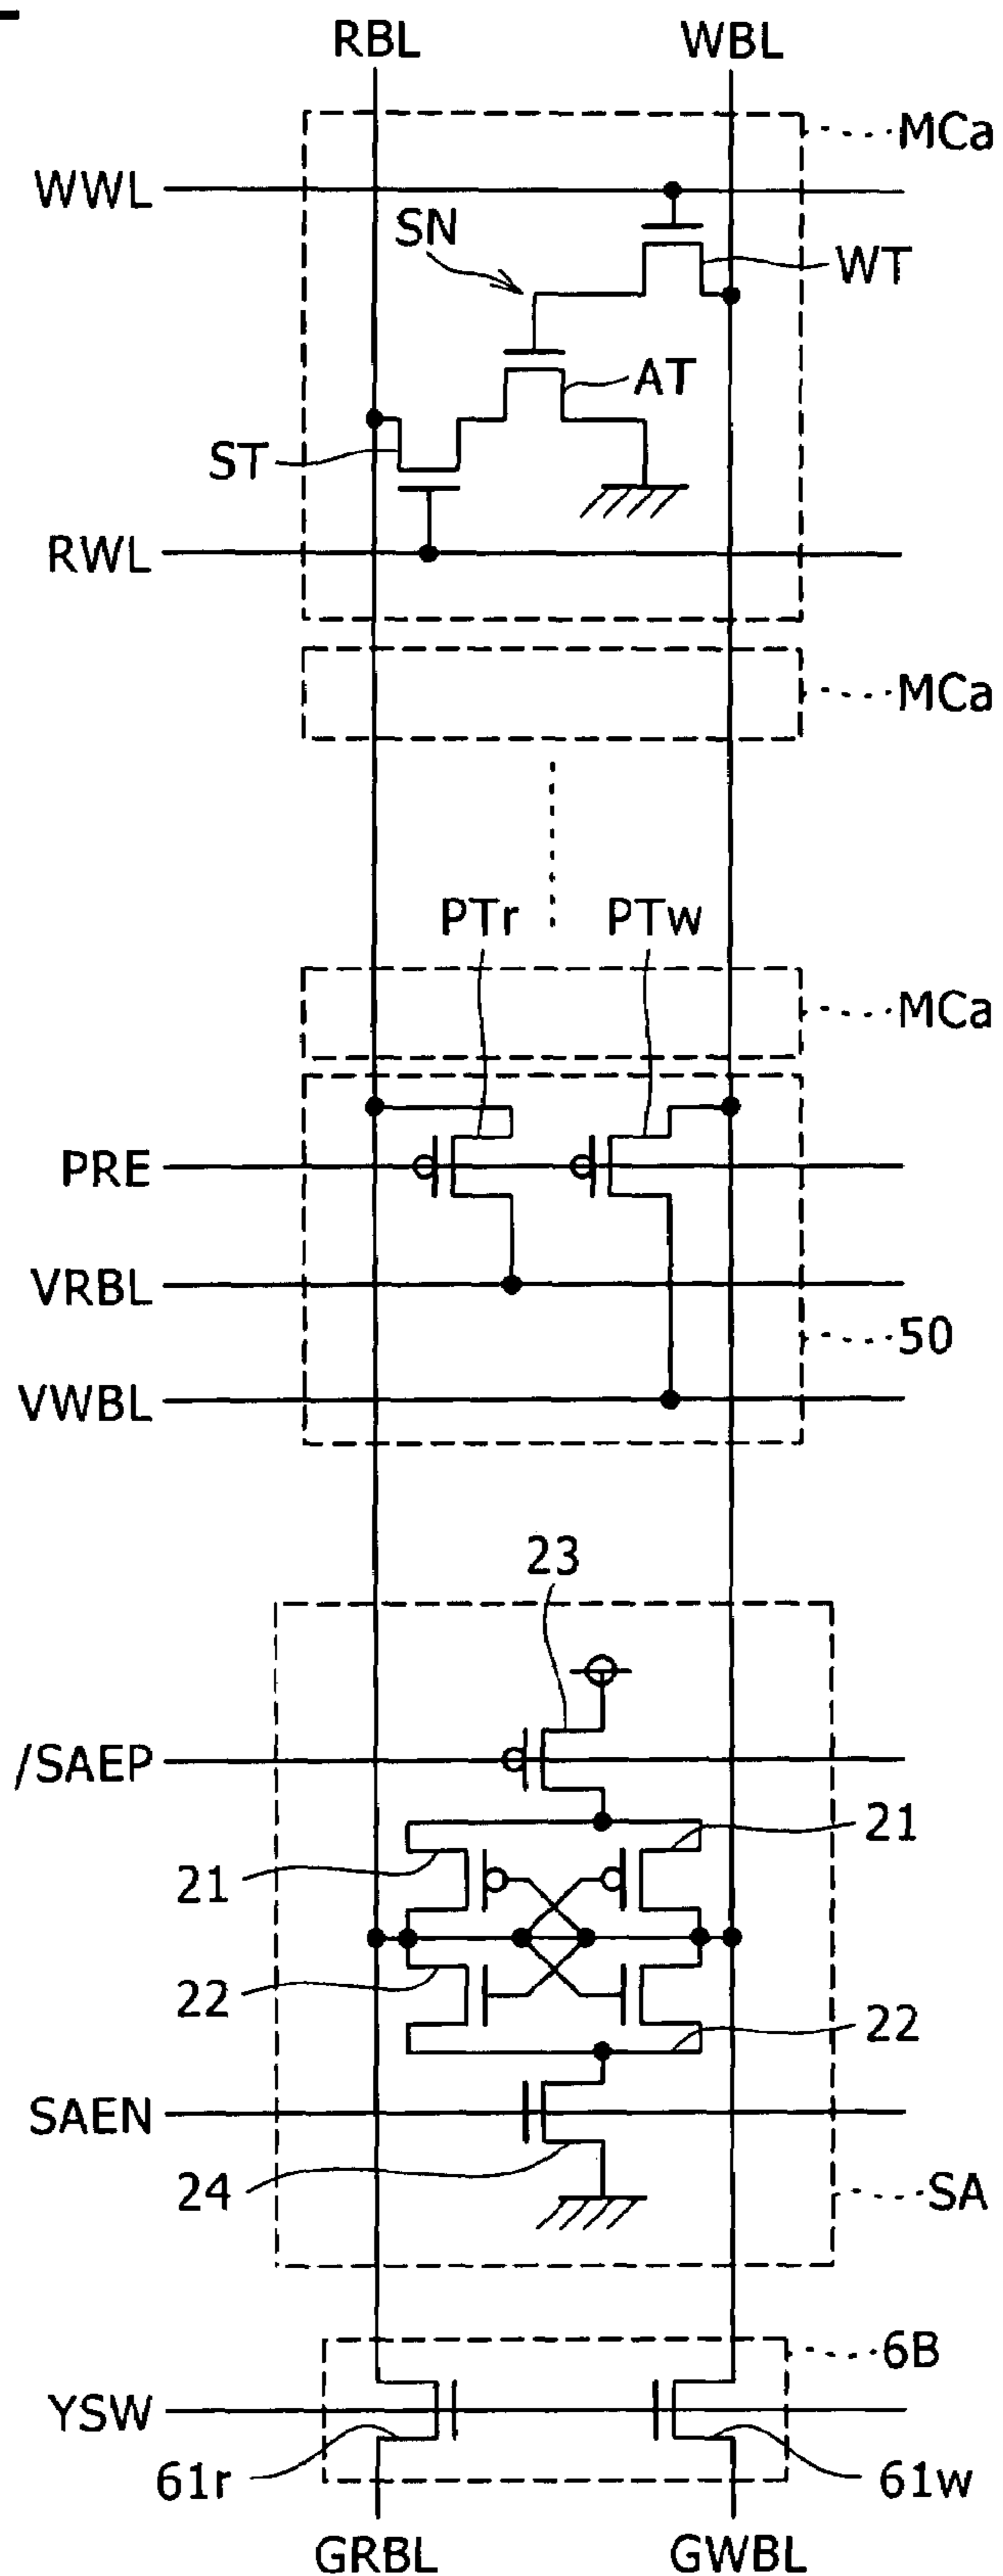 RBL WBL
MCa
WWL
SN
WT
AT
ST
RWL
MCa
PTr PTw
MCa
PRE
VRBL
50
VWBL
23
/SAEP
21
21
22
22
SAEN
24
SA
6B
YSW
61r 61w
GRBL GWBL